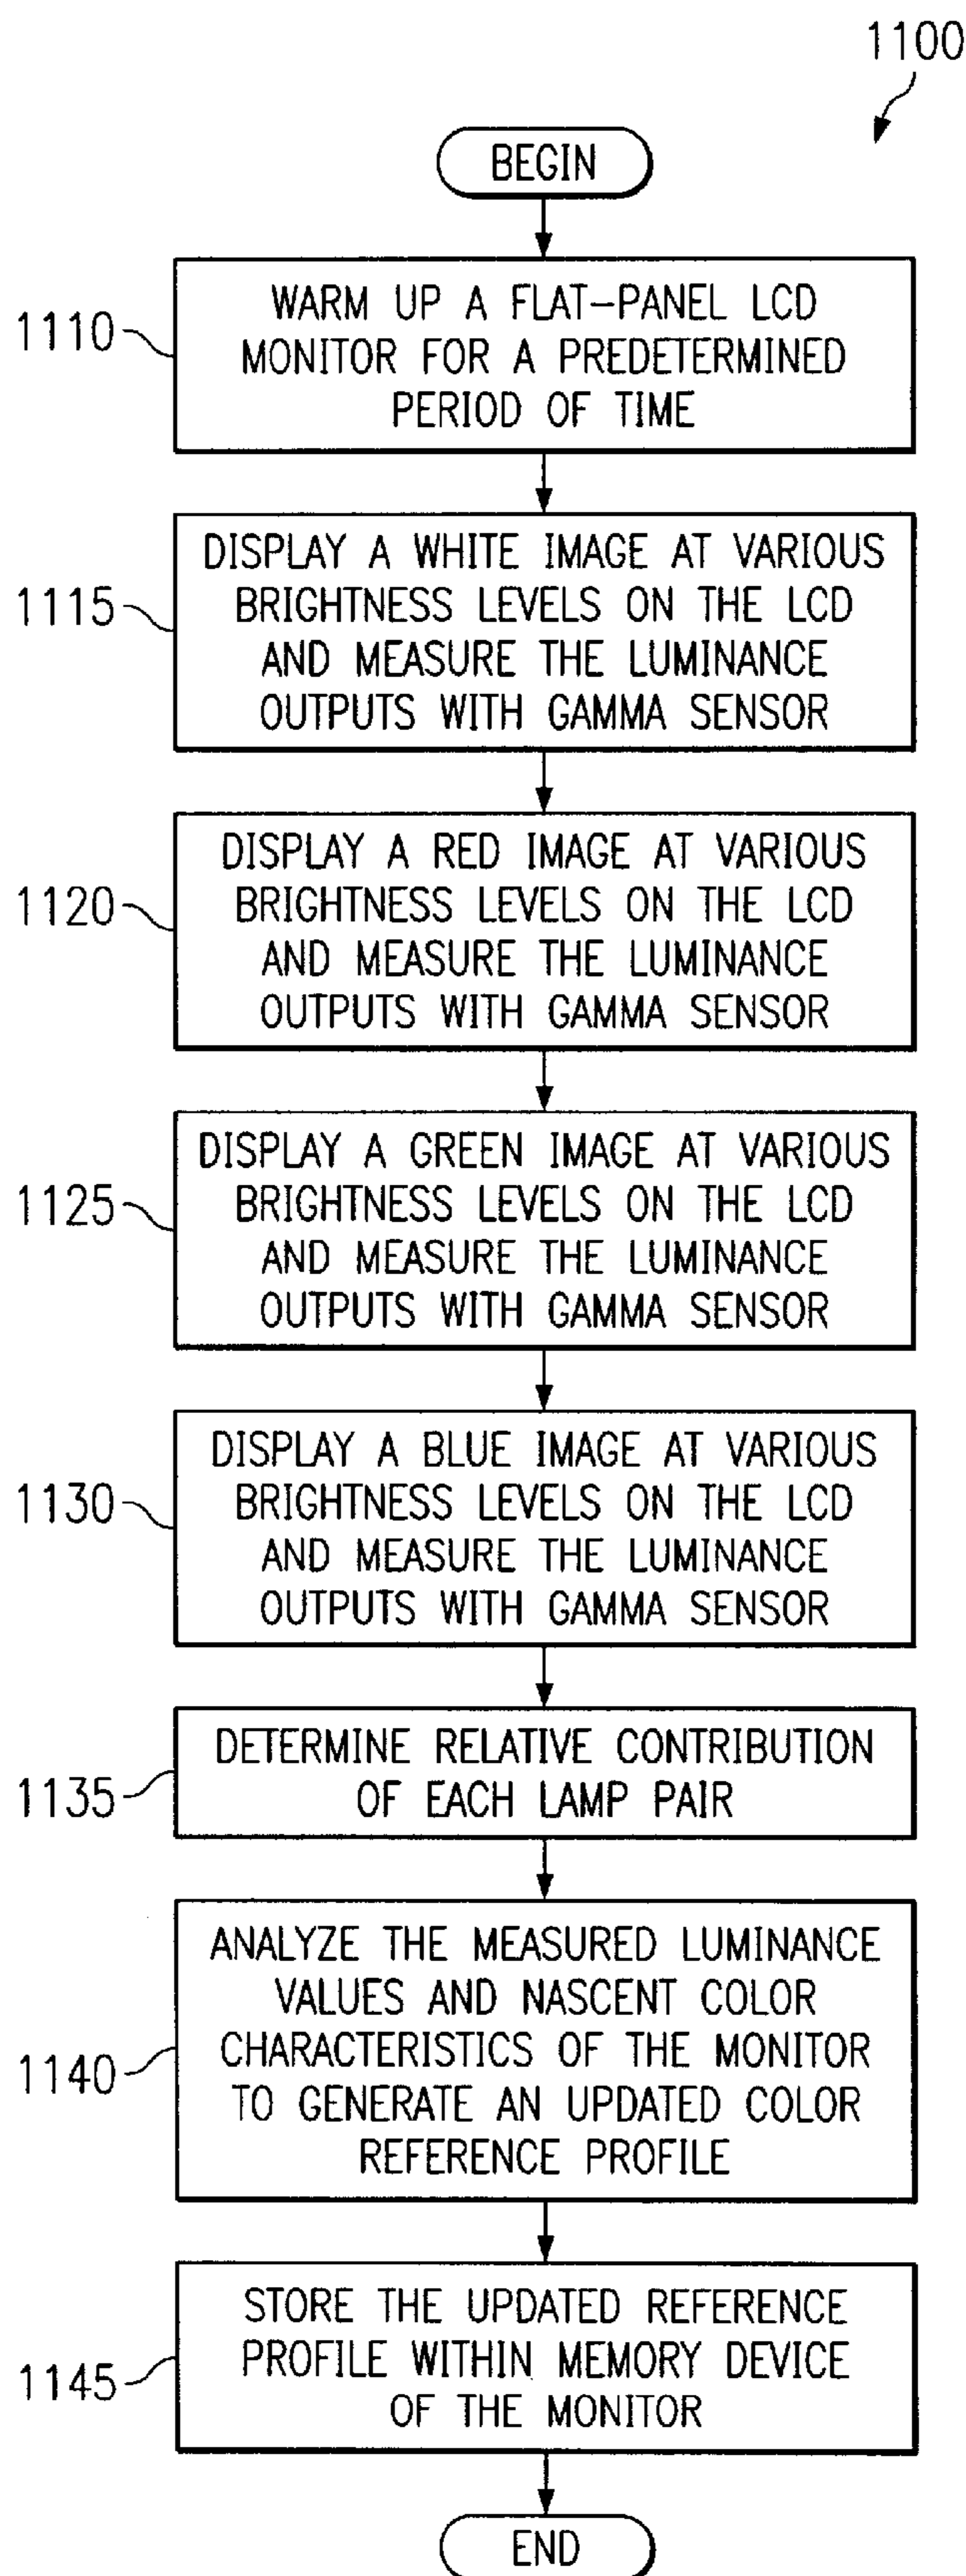 1100
BEGIN
1110
WARM UP A FLAT-PANEL LCD
MONITOR FOR A PREDETERMINED
PERIOD OF TIME
1115
DISPLAY A WHITE IMAGE AT VARIOUS
BRIGHTNESS LEVELS ON THE LCD
AND MEASURE THE LUMINANCE
OUTPUTS WITH GAMMA SENSOR
1120
DISPLAY A RED IMAGE AT VARIOUS
BRIGHTNESS LEVELS ON THE LCD
AND MEASURE THE LUMINANCE
OUTPUTS WITH GAMMA SENSOR
1125
DISPLAY A GREEN IMAGE AT VARIOUS
BRIGHTNESS LEVELS ON THE LCD
AND MEASURE THE LUMINANCE
OUTPUTS WITH GAMMA SENSOR
1130
DISPLAY A BLUE IMAGE AT VARIOUS
BRIGHTNESS LEVELS ON THE LCD
AND MEASURE THE LUMINANCE
OUTPUTS WITH GAMMA SENSOR
1135
DETERMINE RELATIVE CONTRIBUTION
OF EACH LAMP PAIR
1140
ANALYZE THE MEASURED LUMINANCE
VALUES AND NASCENT COLOR
CHARACTERISTICS OF THE MONITOR
TO GENERATE AN UPDATED COLOR
REFERENCE PROFILE
1145
STORE THE UPDATED REFERENCE
PROFILE WITHIN MEMORY DEVICE
OF THE MONITOR
END